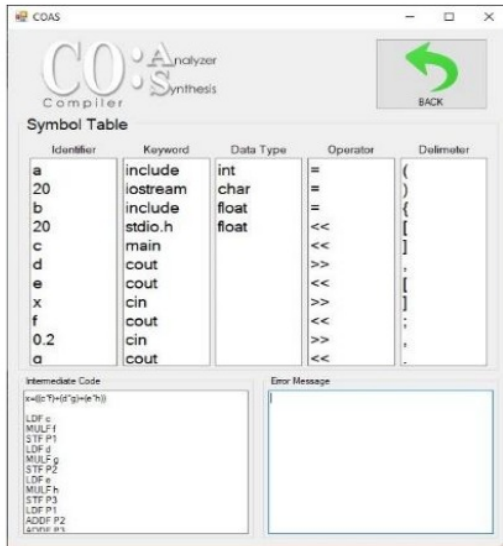 COAS
CO: Analyzer
Synthesis
Compiler
BACK
Symbol Table
Identifier Keyword Data Type Operator Delimeter
a include int = (
20 iostream char = )
b include float = {
20 stdio.h float << [
c main << ]
d cout >> ,
e cout << [
x cin >> ]
f cout << ;
0.2 cin >> ,
g cout <<
Intermediate Code
x=((c*f)+(d*g)+(e*h))
LDF c
MULF f
STF P1
LDF d
MULF g
STF P2
LDF e
MULF h
STF P3
LDF P1
ADDF P2
ADDF P3
Error Message